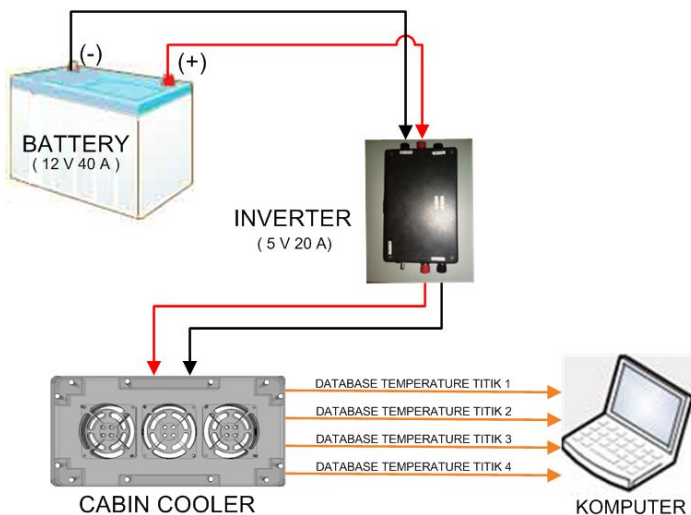 (-)
(+)
BATTERY
( 12 V 40 A )
INVERTER
( 5 V 20 A)
DATABASE TEMPERATURE TITIK 1
DATABASE TEMPERATURE TITIK 2
DATABASE TEMPERATURE TITIK 3
DATABASE TEMPERATURE TITIK 4
CABIN COOLER
KOMPUTER